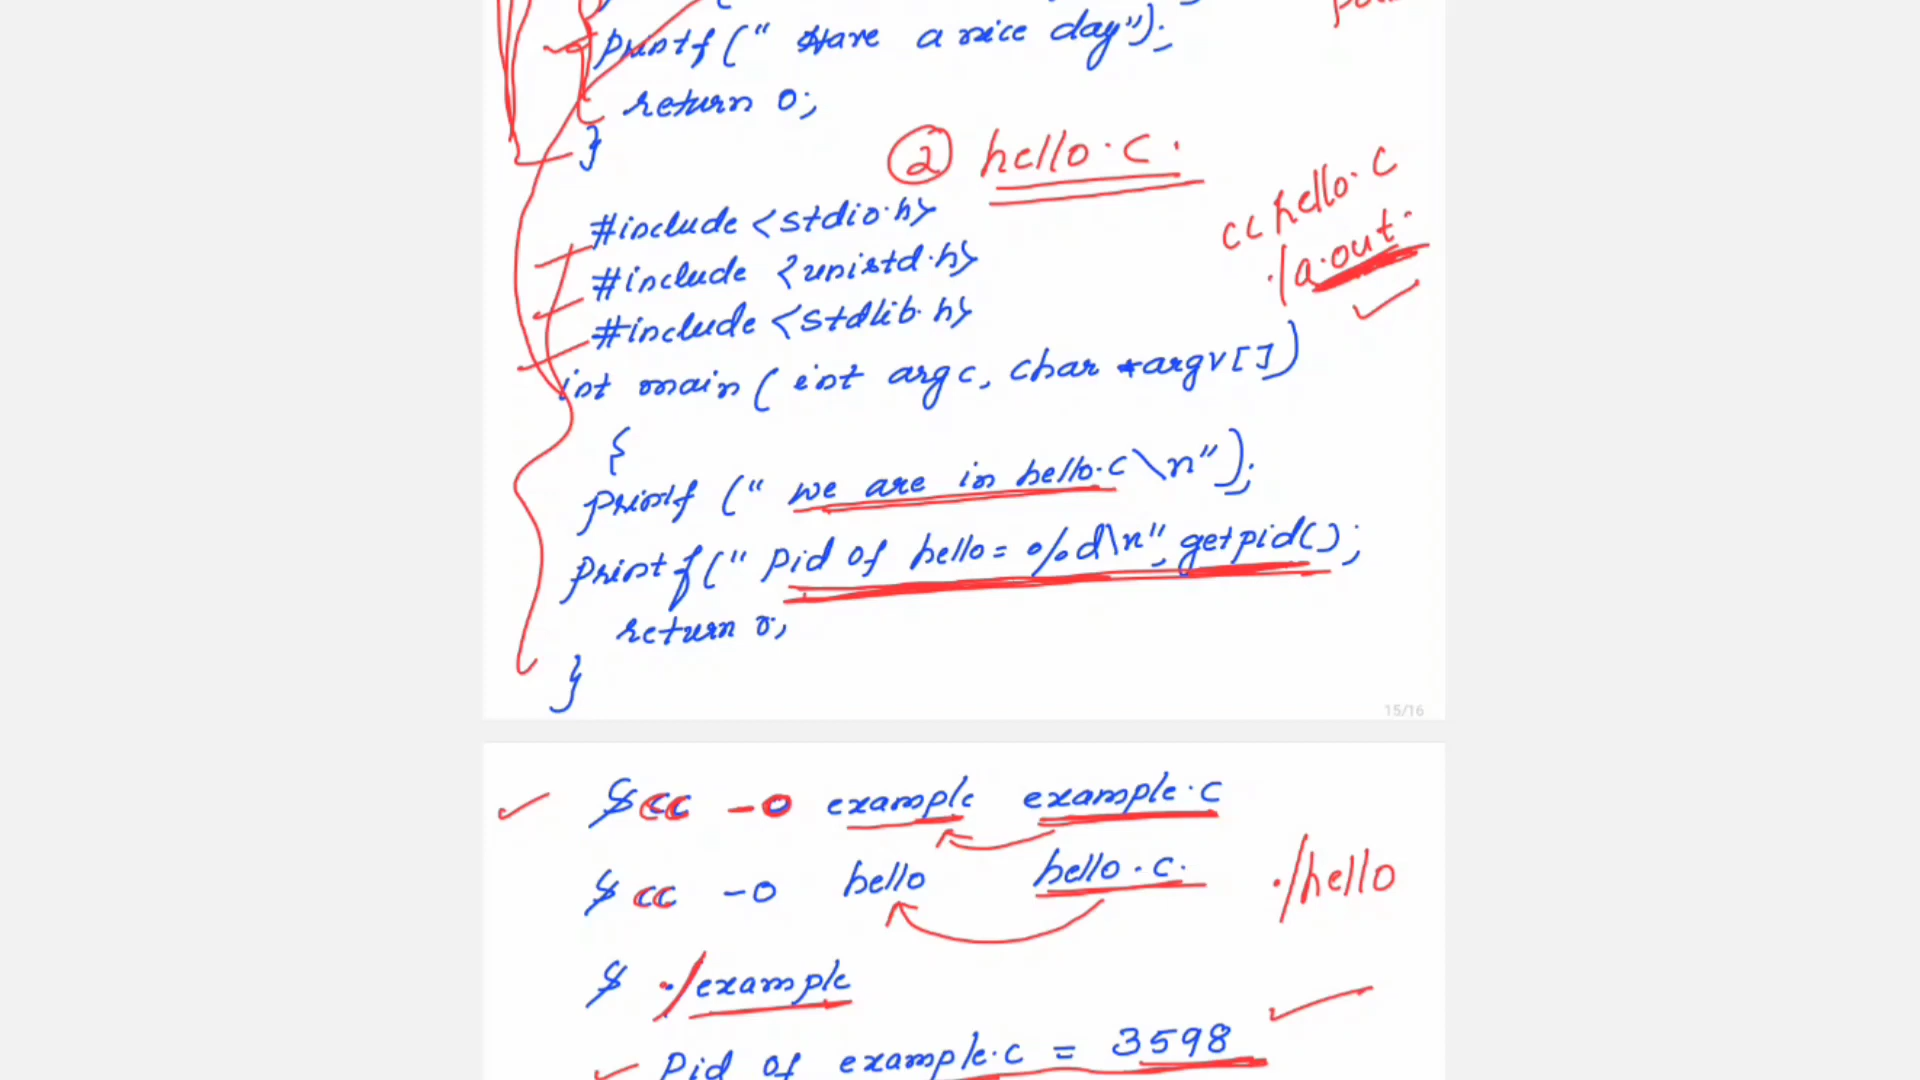 printf (" Have a nice day");
return 0;
}
② hello.c.
cc hello.c
./a.out.
#include <stdio.h>
#include <unistd.h>
#include <stdlib.h>
int main ( int argc, char *argv[])
{
printf (" we are in hello.c \n");
printf (" Pid of hello = %d\n", getpid();
return 0;
}
15/16
$ cc -o example example.c
$ cc -o hello hello.c. ./hello
$ ./example
Pid of example.c = 3598